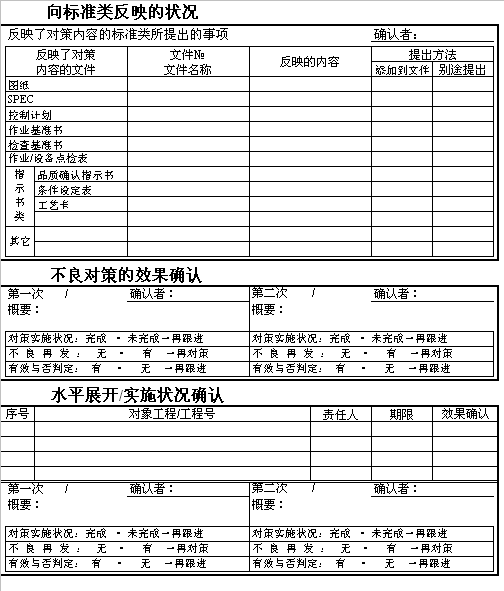 向标准类反映的状况
反映了对策内容的标准类所提出的事项 确认者：
反映了对策 内容的文件 文件№ 文件名称 反映的内容 提出方法
添加到文件 别途提出
图纸
SPEC
控制计划
作业基准书
检查基准书
作业/设备点检表
指示书类 品质确认指示书
条件设定表
工艺卡
其它
不良对策的效果确认
第一次 / 确认者： 第二次 / 确认者：
概要： 概要：
对策实施状况：完成 ・ 未完成→再跟进 对策实施状况：完成 ・ 未完成→再跟进
不 良 再 发 ： 无 ・ 有 →再对策 不 良 再 发 ： 无 ・ 有 →再对策
有效与否判定：有 ・ 无 →再跟进 有效与否判定：有 ・ 无 →再跟进
水平展开/实施状况确认
序号 对象工程/工程号 责任人 期限 效果确认
第一次 / 确认者： 第二次 / 确认者：
概要： 概要：
对策实施状况：完成 ・ 未完成→再跟进 对策实施状况：完成 ・ 未完成→再跟进
不 良 再 发 ： 无 ・ 有 →再对策 不 良 再 发 ： 无 ・ 有 →再对策
有效与否判定：有 ・ 无 →再跟进 有效与否判定：有 ・ 无 →再跟进